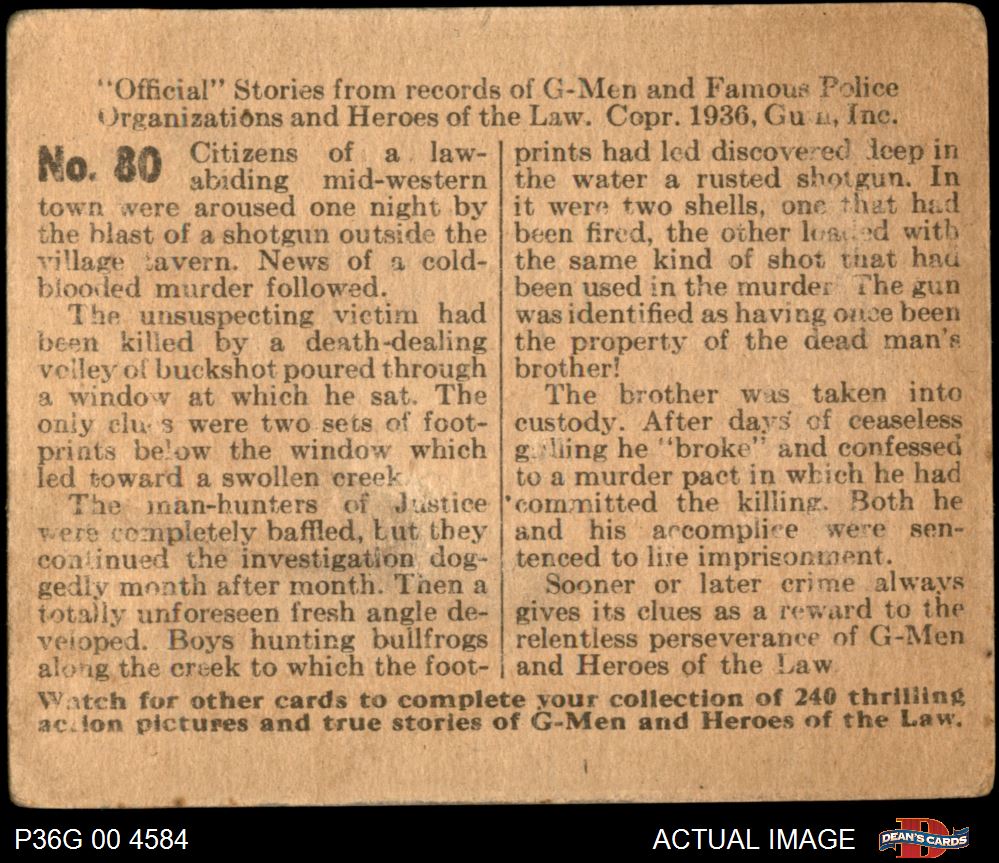 "Official" Stories from records of G-Men and Famous Police
Organizations and Heroes of the Law. Copr. 1936, Gum, Inc.
No. 80 Citizens of a law-
abiding mid-western
town were aroused one night by
the blast of a shotgun outside the
village tavern. News of a cold-
blooded murder followed.
The unsuspecting victim had
been killed by a death-dealing
volley of buckshot poured through
a window at which he sat. The
only clues were two sets of foot-
prints below the window which
led toward a swollen creek.
The man-hunters of Justice
were completely baffled, but they
continued the investigation dog-
gedly month after month. Then a
totally unforeseen fresh angle de-
veloped. Boys hunting bullfrogs
along the creek to which the foot-
prints had led discovered deep in
the water a rusted shotgun. In
it were two shells, one that had
been fired, the other loaded with
the same kind of shot that had
been used in the murder. The gun
was identified as having once been
the property of the dead man's
brother!
The brother was taken into
custody. After days of ceaseless
grilling he "broke" and confessed
to a murder pact in which he had
committed the killing. Both he
and his accomplice were sen-
tenced to life imprisonment.
Sooner or later crime always
gives its clues as a reward to the
relentless perseverance of G-Men
and Heroes of the Law
Watch for other cards to complete your collection of 240 thrilling
action pictures and true stories of G-Men and Heroes of the Law.
P36G 00 4584
ACTUAL IMAGE
DEAN'S CARDS